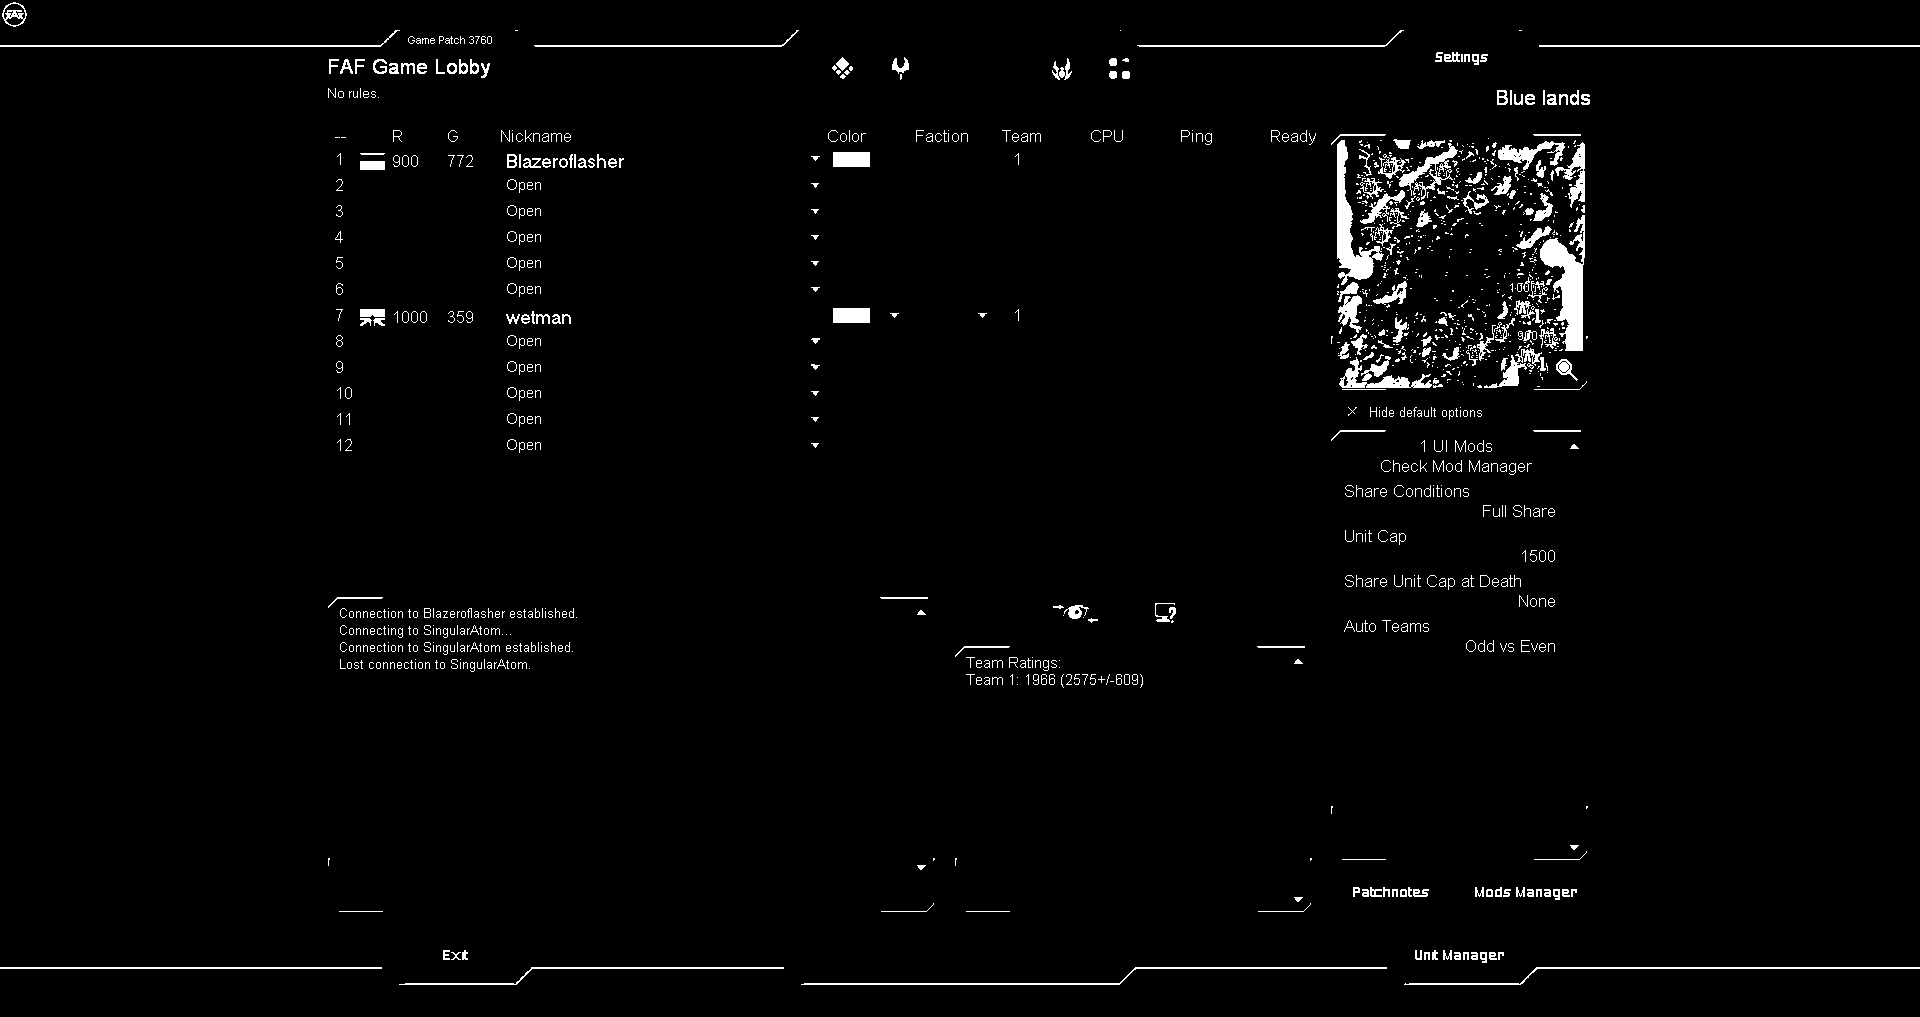 FAF
Game Patch 3760
FAF Game Lobby
Settings
No rules.
Blue lands
-- R G Nickname Color Faction Team CPU Ping Ready
1 900 772 Blazeroflasher 1
2 Open
3 Open
4 Open
5 Open
6 Open
7 1000 359 wetman 1
8 Open
9 Open
10 Open
11 Open
12 Open
1000
900
Hide default options
1 UI Mods
Check Mod Manager
Share Conditions
Full Share
Unit Cap
1500
Share Unit Cap at Death
None
Auto Teams
Odd vs Even
Connection to Blazeroflasher established.
Connecting to SingularAtom...
Connection to SingularAtom established.
Lost connection to SingularAtom.
Team Ratings:
Team 1: 1966 (2575+/-609)
Patchnotes Mods Manager
Exit
Unit Manager